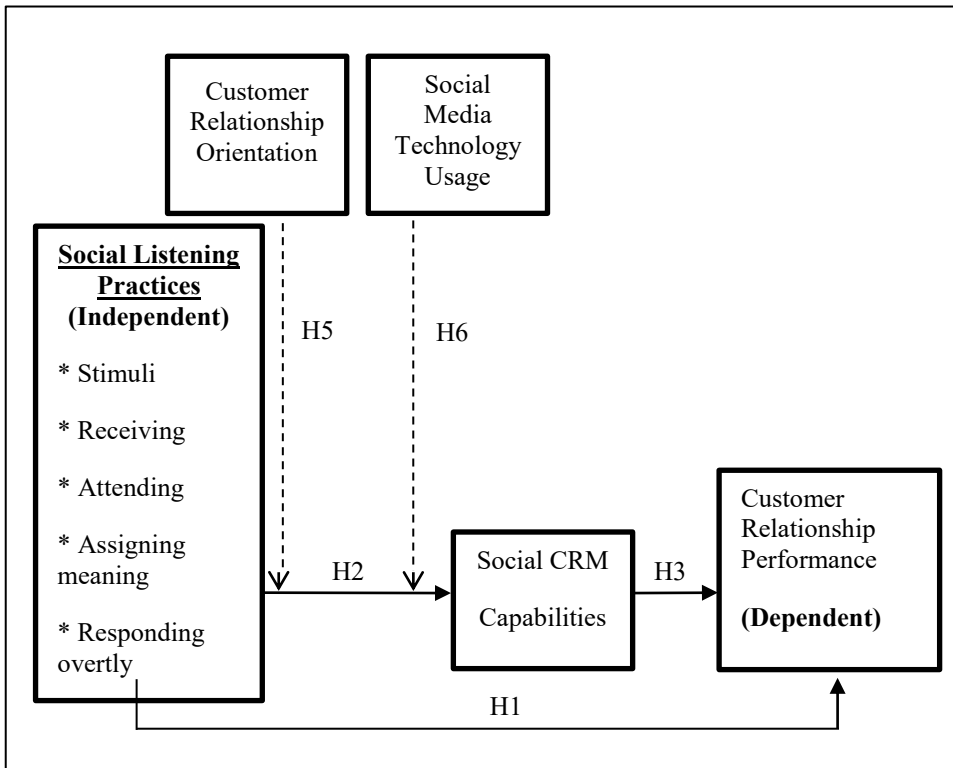 Customer
Relationship
Orientation
Social
Media
Technology
Usage
Social Listening
Practices
(Independent)
* Stimuli
* Receiving
* Attending
* Assigning
meaning
* Responding
overtly
H5
H6
H2
Social CRM
Capabilities
H3
Customer
Relationship
Performance
(Dependent)
H1